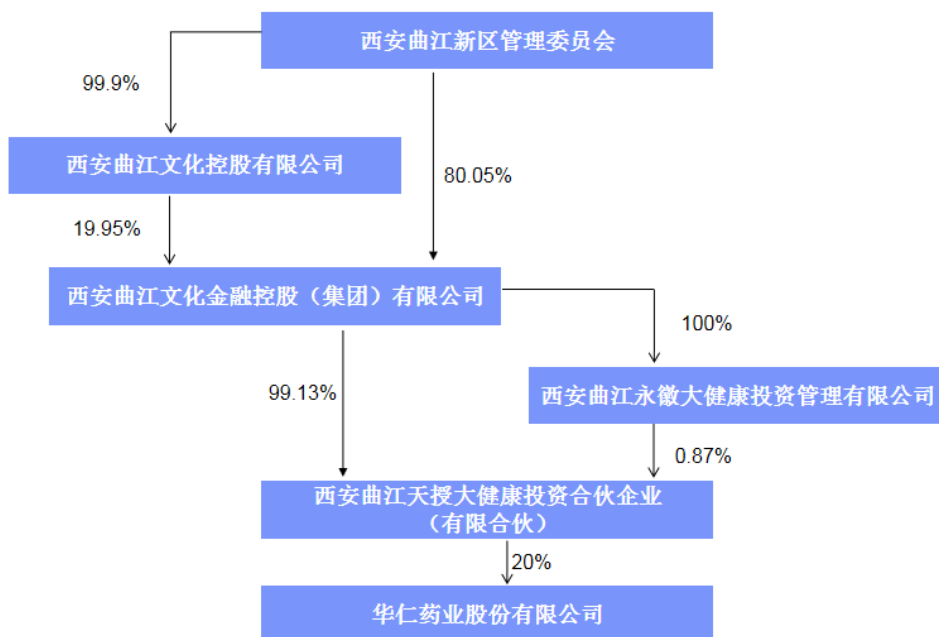 西安曲江新区管理委员会
99.9%
西安曲江文化控股有限公司
80.05%
19.95%
西安曲江文化金融控股（集团）有限公司
100%
99.13%
西安曲江永徽大健康投资管理有限公司
0.87%
西安曲江天授大健康投资合伙企业
（有限合伙）
20%
华仁药业股份有限公司